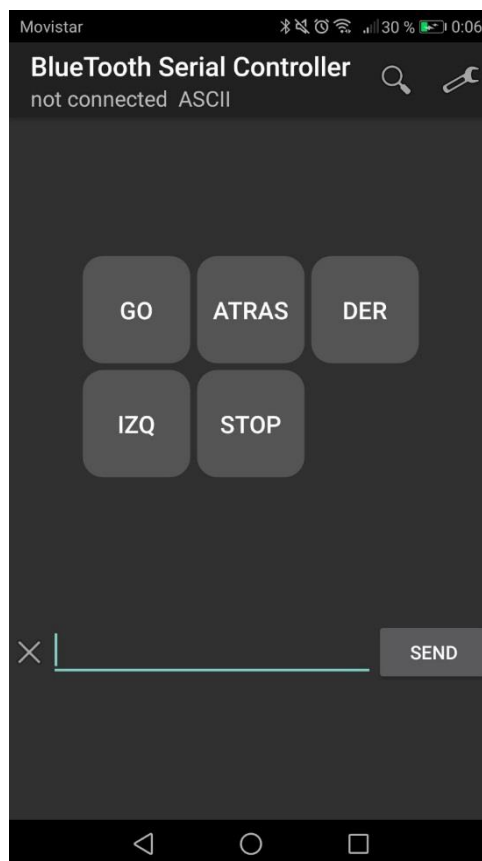 Movistar 30 % 0:06
BlueTooth Serial Controller
not connected ASCII
GO ATRAS DER
IZQ STOP
SEND